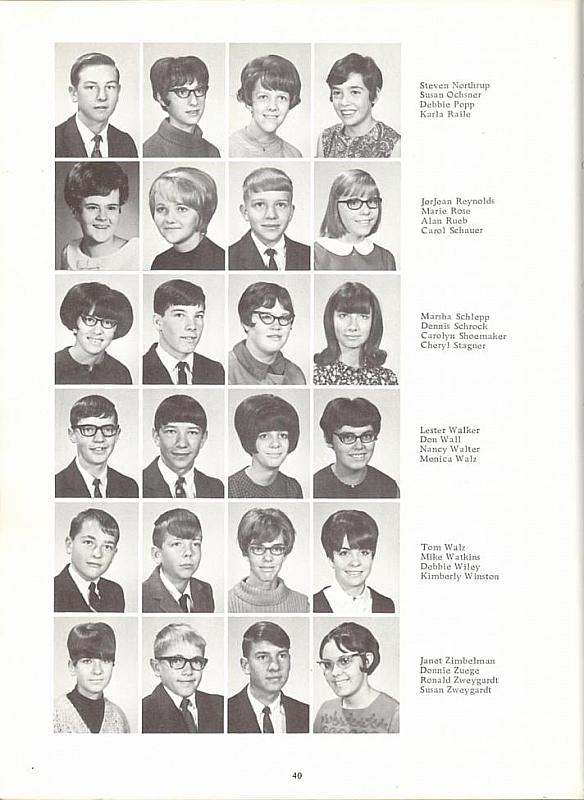 Steven Northrup
Susan Ochsner
Debbie Popp
Karla Raile
JorJean Reynolds
Marie Rose
Alan Rueb
Carol Schauer
Marsha Schlepp
Dennis Schrock
Carolyn Shoemaker
Cheryl Stagner
Lester Walker
Don Wall
Nancy Walter
Monica Walz
Tom Walz
Mike Watkins
Debbie Wiley
Kimberly Winston
Janet Zimbelman
Donnie Zuege
Ronald Zweygardt
Susan Zweygardt
40